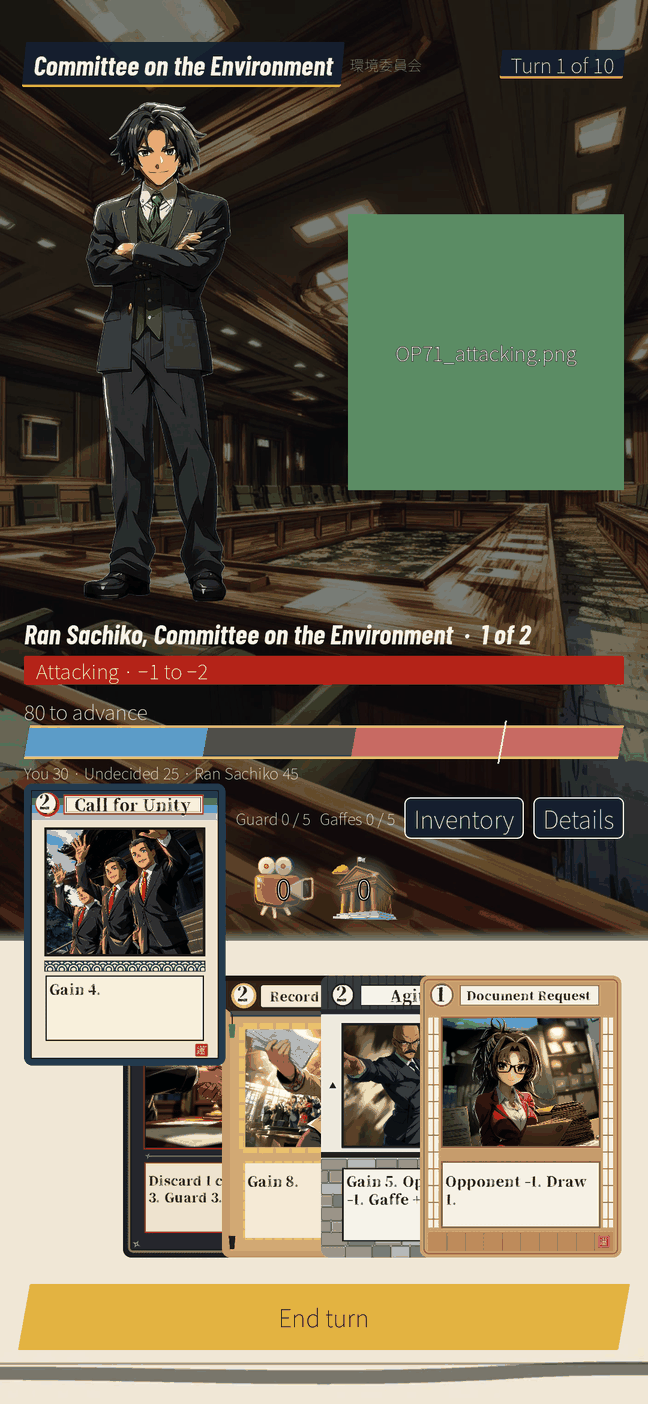 Committee on the Environment
環境委員会
Turn 1 of 10
OP71_attacking.png
Ran Sachiko, Committee on the Environment · 1 of 2
Attacking · −1 to −2
80 to advance
You 30 · Undecided 25 · Ran Sachiko 45
2 Call for Unity
Gain 4.
Guard 0 / 5 Gaffes 0 / 5
Inventory
Details
0
0
Discard 1 c
3. Guard 3.
2 Record
Gain 8.
2 Agi
Gain 5. Op
-1. Gaffe +
1 Document Request
Opponent -1. Draw
1.
End turn